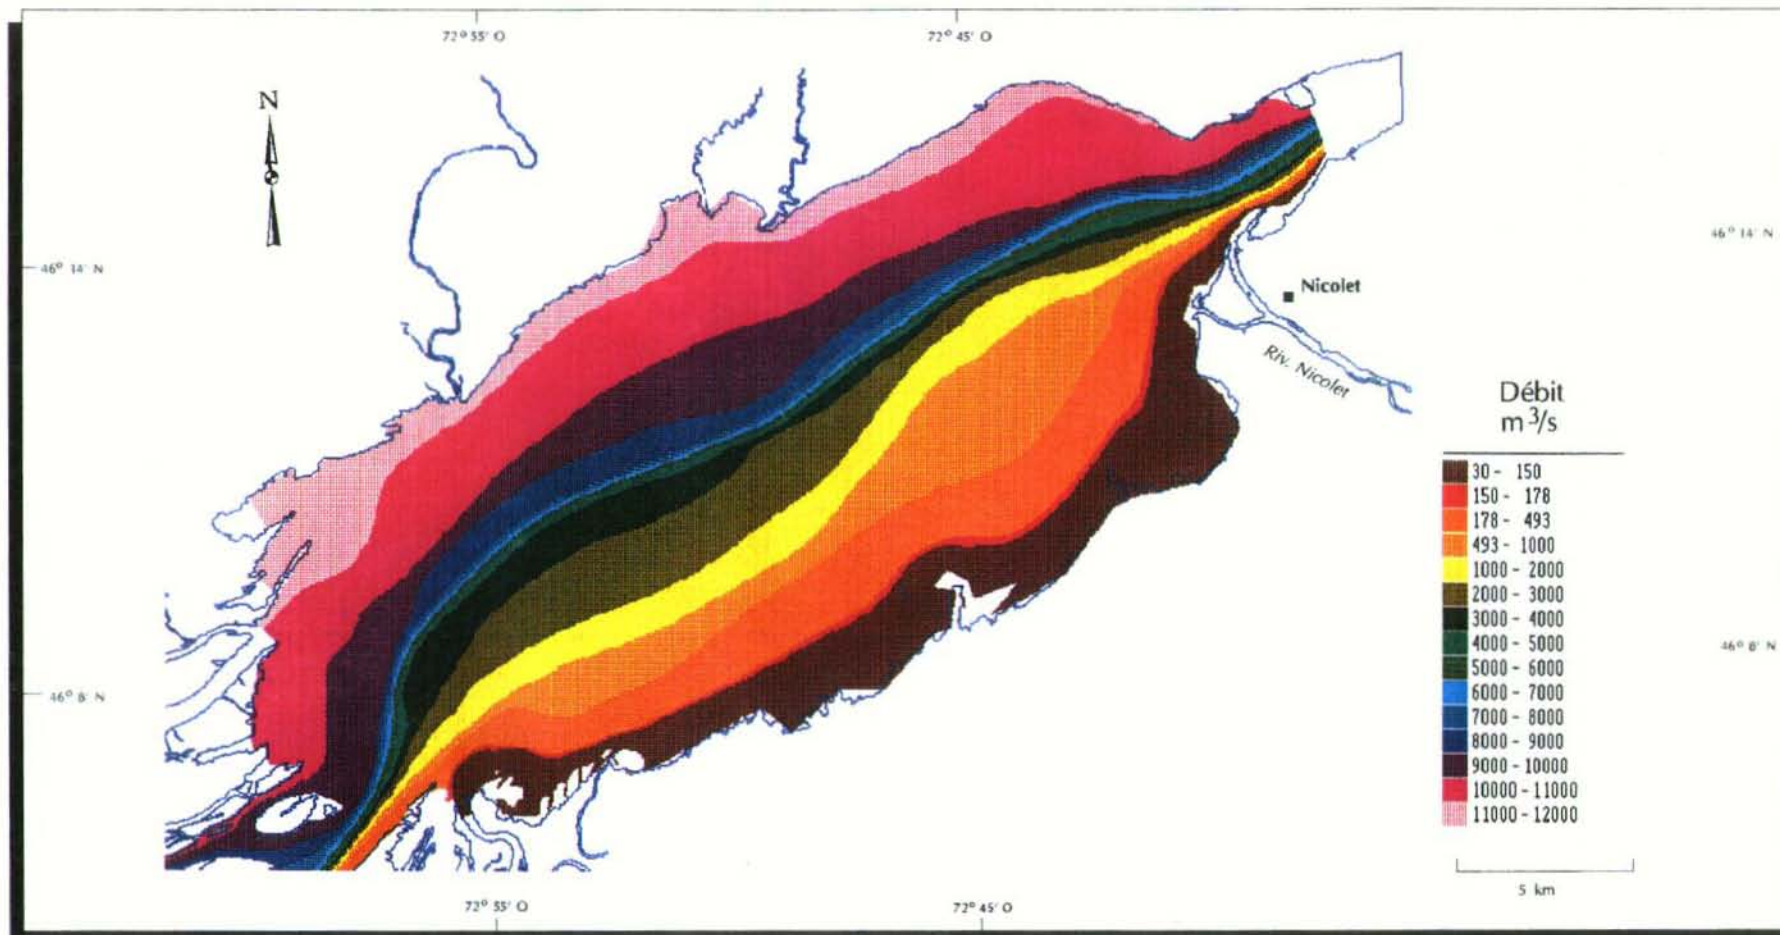 72° 55' O
72° 45' O
N
46° 14' N
46° 14' N
Nicolet
Riv. Nicolet
Débit
m³/s
30 - 150
150 - 178
178 - 493
493 - 1000
1000 - 2000
2000 - 3000
3000 - 4000
4000 - 5000
5000 - 6000
6000 - 7000
7000 - 8000
8000 - 9000
9000 - 10000
10000 - 11000
11000 - 12000
46° 8' N
46° 8' N
5 km
72° 55' O
72° 45' O